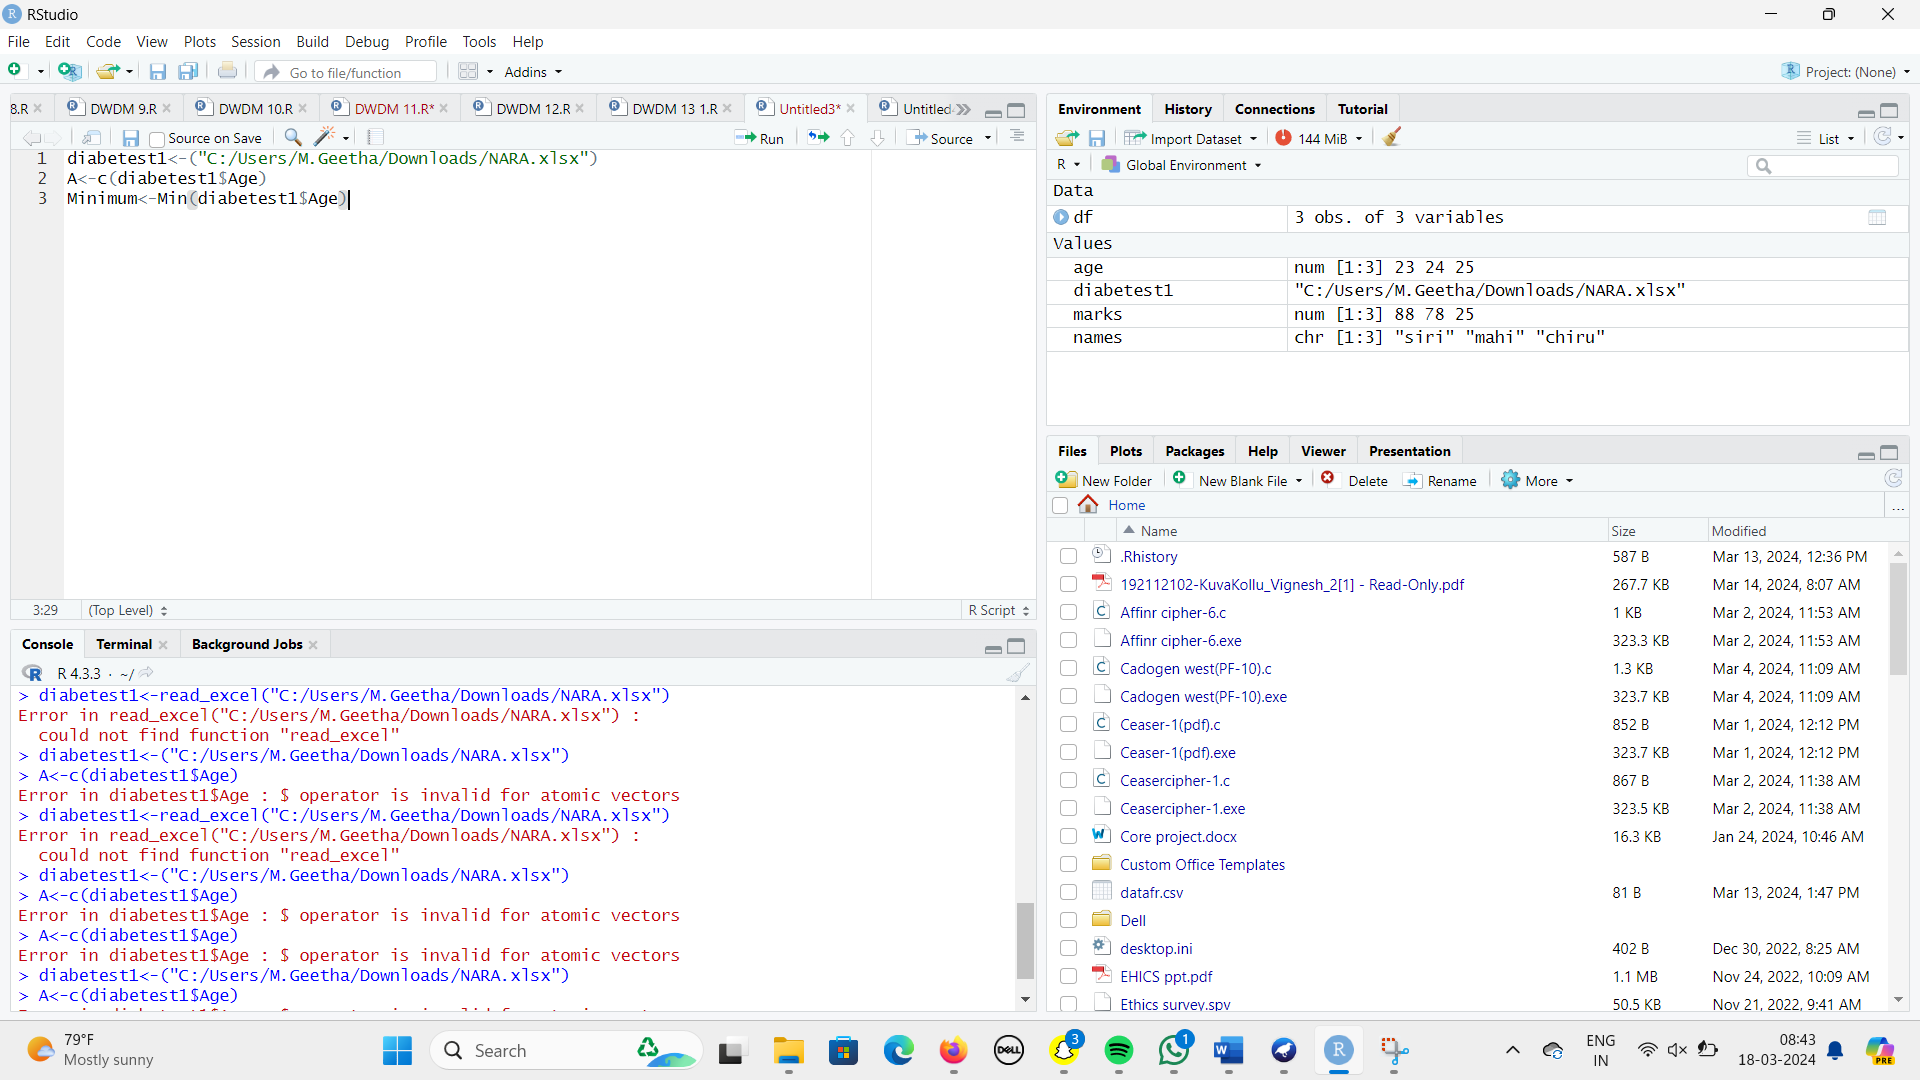 RStudio
File Edit Code View Plots Session Build Debug Profile Tools Help
Go to file/function Addins Project: (None)
8.R DWDM 9.R DWDM 10.R DWDM 11.R* DWDM 12.R DWDM 13 1.R Untitled3* Untitled
Source on Save Run Source
1 diabetest1<-("C:/Users/M.Geetha/Downloads/NARA.xlsx")
2 A<-c(diabetest1$Age)
3 Minimum<-Min(diabetest1$Age)
3:29 (Top Level) R Script
Console Terminal Background Jobs
R 4.3.3 · ~/
> diabetest1<-read_excel("C:/Users/M.Geetha/Downloads/NARA.xlsx")
Error in read_excel("C:/Users/M.Geetha/Downloads/NARA.xlsx") :
could not find function "read_excel"
> diabetest1<-("C:/Users/M.Geetha/Downloads/NARA.xlsx")
> A<-c(diabetest1$Age)
Error in diabetest1$Age : $ operator is invalid for atomic vectors
> diabetest1<-read_excel("C:/Users/M.Geetha/Downloads/NARA.xlsx")
Error in read_excel("C:/Users/M.Geetha/Downloads/NARA.xlsx") :
could not find function "read_excel"
> diabetest1<-("C:/Users/M.Geetha/Downloads/NARA.xlsx")
> A<-c(diabetest1$Age)
Error in diabetest1$Age : $ operator is invalid for atomic vectors
> A<-c(diabetest1$Age)
Error in diabetest1$Age : $ operator is invalid for atomic vectors
> diabetest1<-("C:/Users/M.Geetha/Downloads/NARA.xlsx")
> A<-c(diabetest1$Age)
Environment History Connections Tutorial
Import Dataset 144 MiB List
R Global Environment
Data
df 3 obs. of 3 variables
Values
age num [1:3] 23 24 25
diabetest1 "C:/Users/M.Geetha/Downloads/NARA.xlsx"
marks num [1:3] 88 78 25
names chr [1:3] "siri" "mahi" "chiru"
Files Plots Packages Help Viewer Presentation
New Folder New Blank File Delete Rename More
Home ...
Name Size Modified
.Rhistory 587 B Mar 13, 2024, 12:36 PM
192112102-KuvaKollu_Vignesh_2[1] - Read-Only.pdf 267.7 KB Mar 14, 2024, 8:07 AM
Affinr cipher-6.c 1 KB Mar 2, 2024, 11:53 AM
Affinr cipher-6.exe 323.3 KB Mar 2, 2024, 11:53 AM
Cadogen west(PF-10).c 1.3 KB Mar 4, 2024, 11:09 AM
Cadogen west(PF-10).exe 323.7 KB Mar 4, 2024, 11:09 AM
Ceaser-1(pdf).c 852 B Mar 1, 2024, 12:12 PM
Ceaser-1(pdf).exe 323.7 KB Mar 1, 2024, 12:12 PM
Ceasercipher-1.c 867 B Mar 2, 2024, 11:38 AM
Ceasercipher-1.exe 323.5 KB Mar 2, 2024, 11:38 AM
Core project.docx 16.3 KB Jan 24, 2024, 10:46 AM
Custom Office Templates
datafr.csv 81 B Mar 13, 2024, 1:47 PM
Dell
desktop.ini 402 B Dec 30, 2022, 8:25 AM
EHICS ppt.pdf 1.1 MB Nov 24, 2022, 10:09 AM
Ethics survey.spv 50.5 KB Nov 21, 2022, 9:41 AM
79°F
Mostly sunny
Search
DELL
3
1
ENG
IN
08:43
18-03-2024
PRE